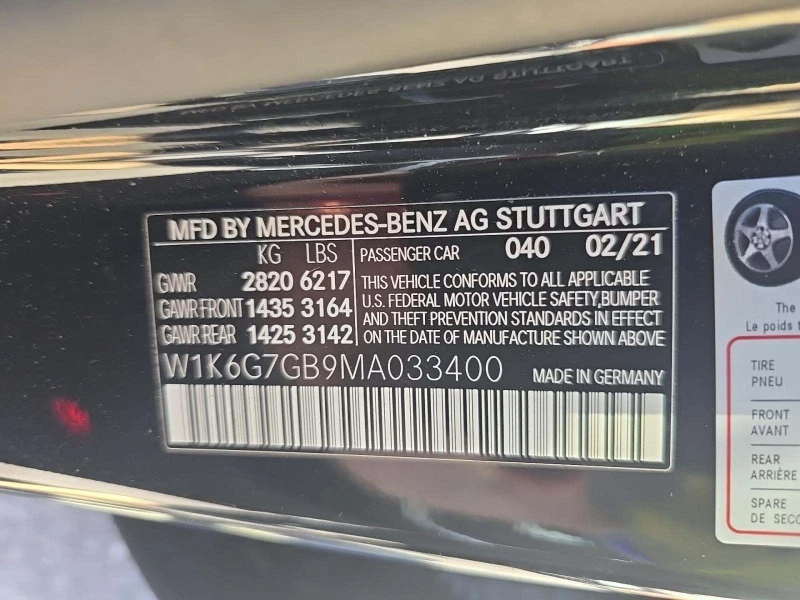 MFD BY MERCEDES-BENZ AG STUTTGART
KG LBS
GVWR 2820 6217
GAWR FRONT 1435 3164
GAWR REAR 1425 3142
PASSENGER CAR 040 02/21
THIS VEHICLE CONFORMS TO ALL APPLICABLE
U.S. FEDERAL MOTOR VEHICLE SAFETY,BUMPER
AND THEFT PREVENTION STANDARDS IN EFFECT
ON THE DATE OF MANUFACTURE SHOWN ABOVE.
W1K6G7GB9MA033400
MADE IN GERMANY
The
Le poids
TIRE
PNEU
FRONT
AVANT
REAR
ARRIÈRE
SPARE
DE